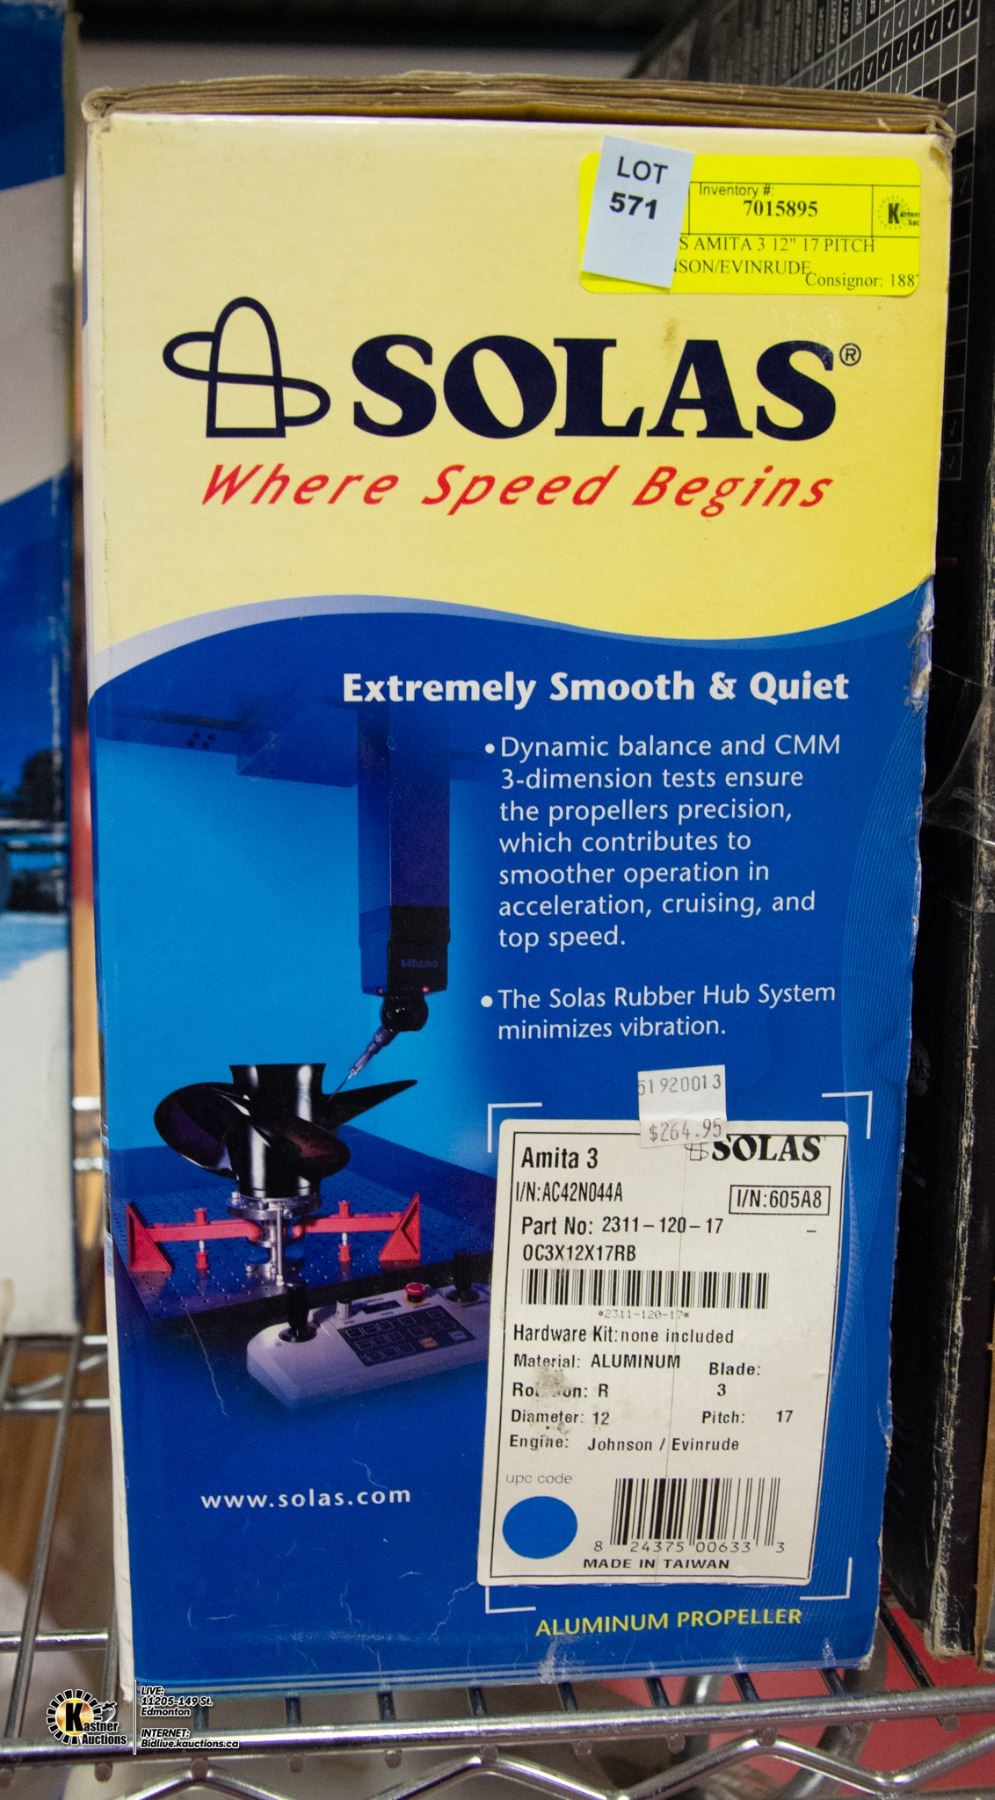 LOT
571
Inventory #:
7015895
S AMITA 3 12" 17 PITCH
NSON/EVINRUDE
Consignor: 188
SOLAS®
Where Speed Begins
Extremely Smooth & Quiet
• Dynamic balance and CMM
3-dimension tests ensure
the propellers precision,
which contributes to
smoother operation in
acceleration, cruising, and
top speed.
• The Solas Rubber Hub System
minimizes vibration.
Mitutoyo
51920013
$264.95
Amita 3
SOLAS
I/N:AC42N044A
I/N:605A8
Part No: 2311-120-17 -
OC3X12X17RB
*2311-120-17*
Hardware Kit:none included
Material: ALUMINUM Blade:
Ro on: R 3
Diameter: 12 Pitch: 17
Engine: Johnson / Evinrude
upc code
8 24375 00633 3
MADE IN TAIWAN
www.solas.com
ALUMINUM PROPELLER
Kastner
Auctions
LIVE:
11205-149 St.
Edmonton
INTERNET:
Bidlive.kauctions.ca